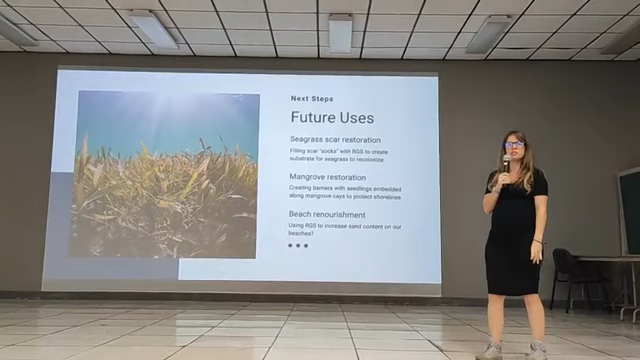 Next Steps
Future Uses
Seagrass scar restoration
Filling scar "socks" with RGS to create
substrate for seagrass to recolonize
Mangrove restoration
Creating barriers with seedlings embedded
along mangrove cays to protect shorelines
Beach renourishment
Using RGS to increase sand content on our
beaches?